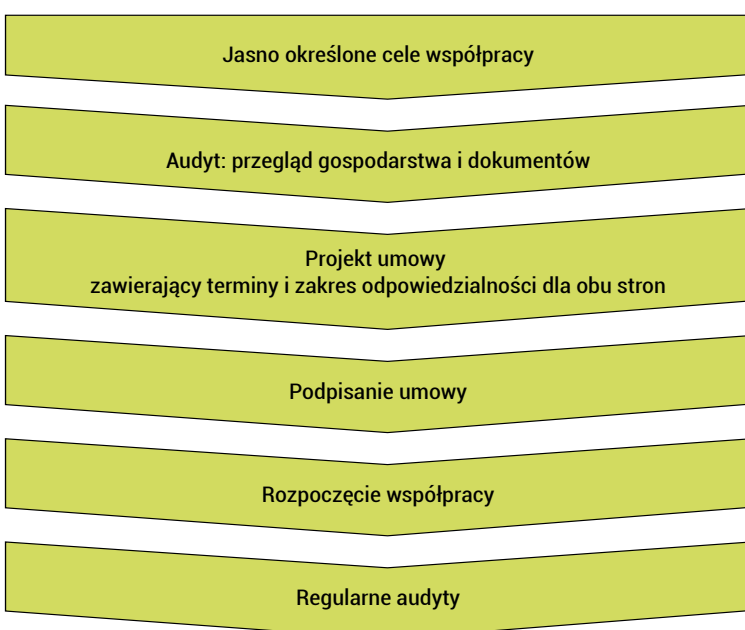 Jasno określone cele współpracy
Audyt: przegląd gospodarstwa i dokumentów
Projekt umowy
zawierający terminy i zakres odpowiedzialności dla obu stron
Podpisanie umowy
Rozpoczęcie współpracy
Regularne audyty